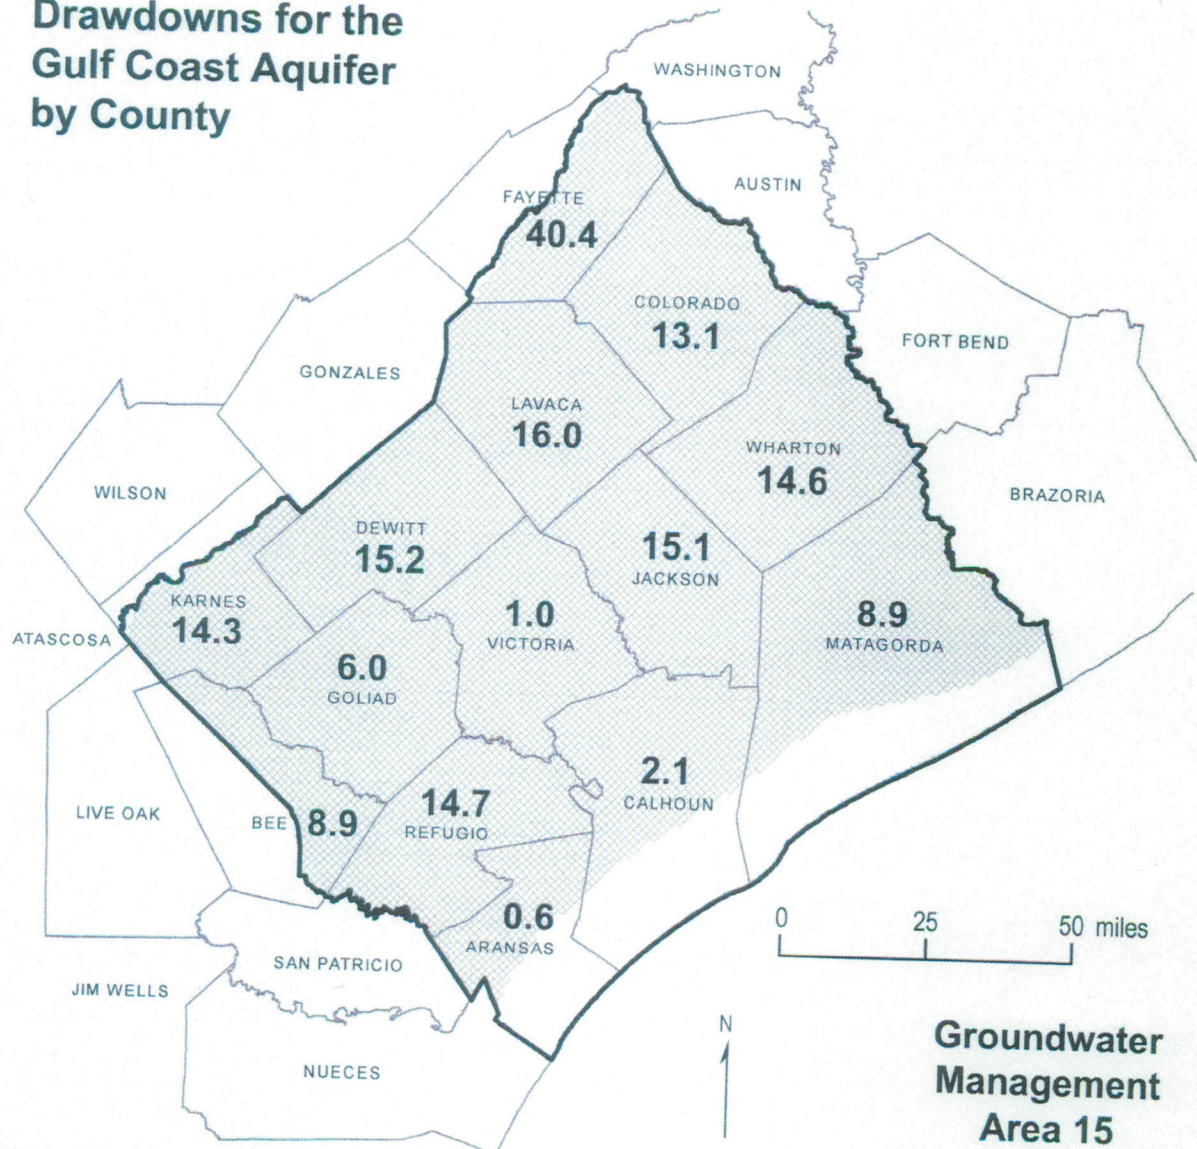 Drawdowns for the
Gulf Coast Aquifer
by County
WASHINGTON
AUSTIN
FAYETTE
40.4
COLORADO
13.1
FORT BEND
GONZALES
LAVACA
16.0
WHARTON
14.6
BRAZORIA
WILSON
DEWITT
15.2
15.1
JACKSON
KARNES
14.3
1.0
VICTORIA
8.9
MATAGORDA
ATASCOSA
6.0
GOLIAD
2.1
CALHOUN
LIVE OAK
BEE 8.9
14.7
REFUGIO
0.6
ARANSAS
0 25 50 miles
SAN PATRICIO
JIM WELLS
NUECES
N
Groundwater
Management
Area 15